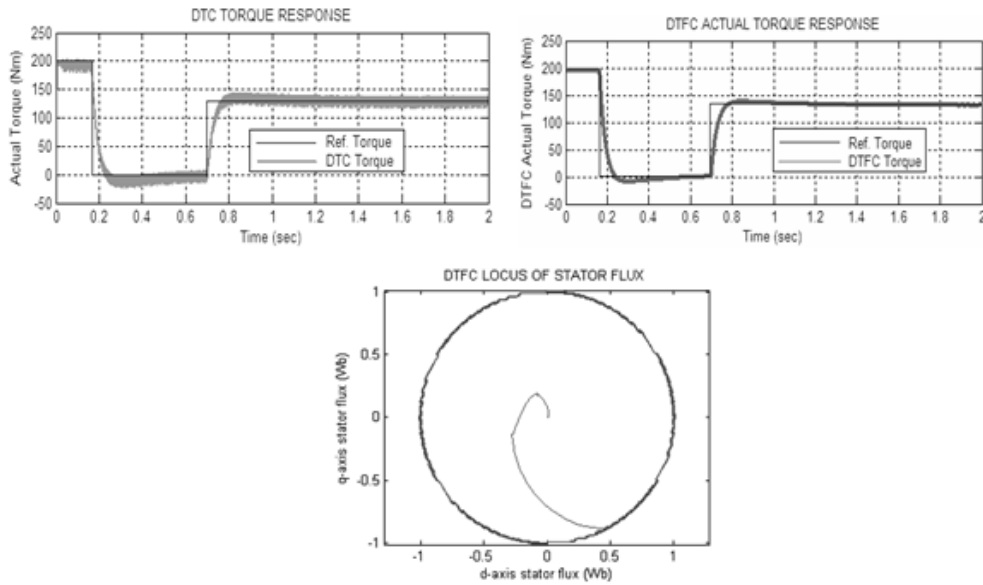 DTC TORQUE RESPONSE
Actual Torque (Nm)
250
200
150
100
50
0
-50
Ref. Torque
DTC Torque
0 0.2 0.4 0.6 0.8 1 1.2 1.4 1.6 1.8 2
Time (sec)
DTFC ACTUAL TORQUE RESPONSE
DTFC Actual Torque (Nm)
250
200
150
100
50
0
-50
Ref. Torque
DTFC Torque
0 0.2 0.4 0.6 0.8 1 1.2 1.4 1.6 1.8 2
Time (sec)
DTFC LOCUS OF STATOR FLUX
q-axis stator flux (Wb)
1
0.5
0
-0.5
-1
-1 -0.5 0 0.5 1
d-axis stator flux (Wb)